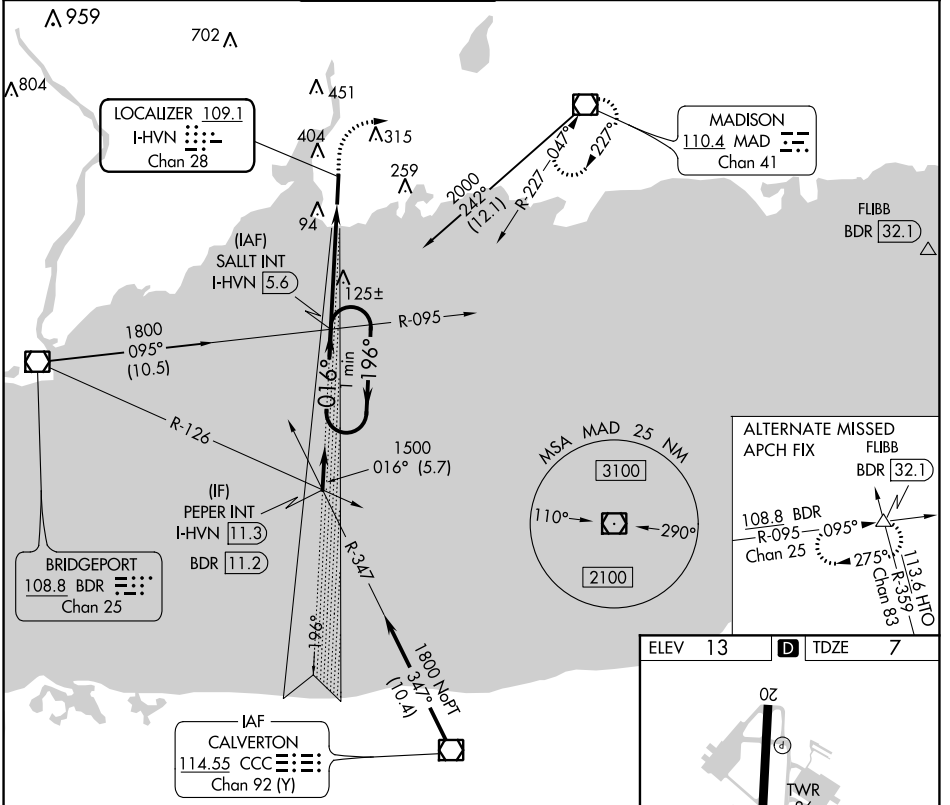 959
702
804
451
LOCALIZER 109.1
I-HVN
Chan 28
404
315
259
94
MADISON
110.4 MAD
Chan 41
R-227
047°
227°
2000
242°
(12.1)
FLIBB
BDR 32.1
(IAF)
SALLT INT
I-HVN 5.6
125±
R-095
1800
095°
(10.5)
016°
1 min
196°
R-126
1500
016° (5.7)
(IF)
PEPER INT
I-HVN 11.3
BDR 11.2
R-347
BRIDGEPORT
108.8 BDR
Chan 25
196°
1800 NoPT
347°
(10.4)
IAF
CALVERTON
114.55 CCC
Chan 92 (Y)
MSA MAD 25 NM
3100
110°
290°
2100
ALTERNATE MISSED
APCH FIX
FLIBB
BDR 32.1
108.8 BDR
R-095
095°
Chan 25
275°
113.6 HTO
R-359
Chan 83
ELEV 13
D
TDZE 7
20
P
TWR